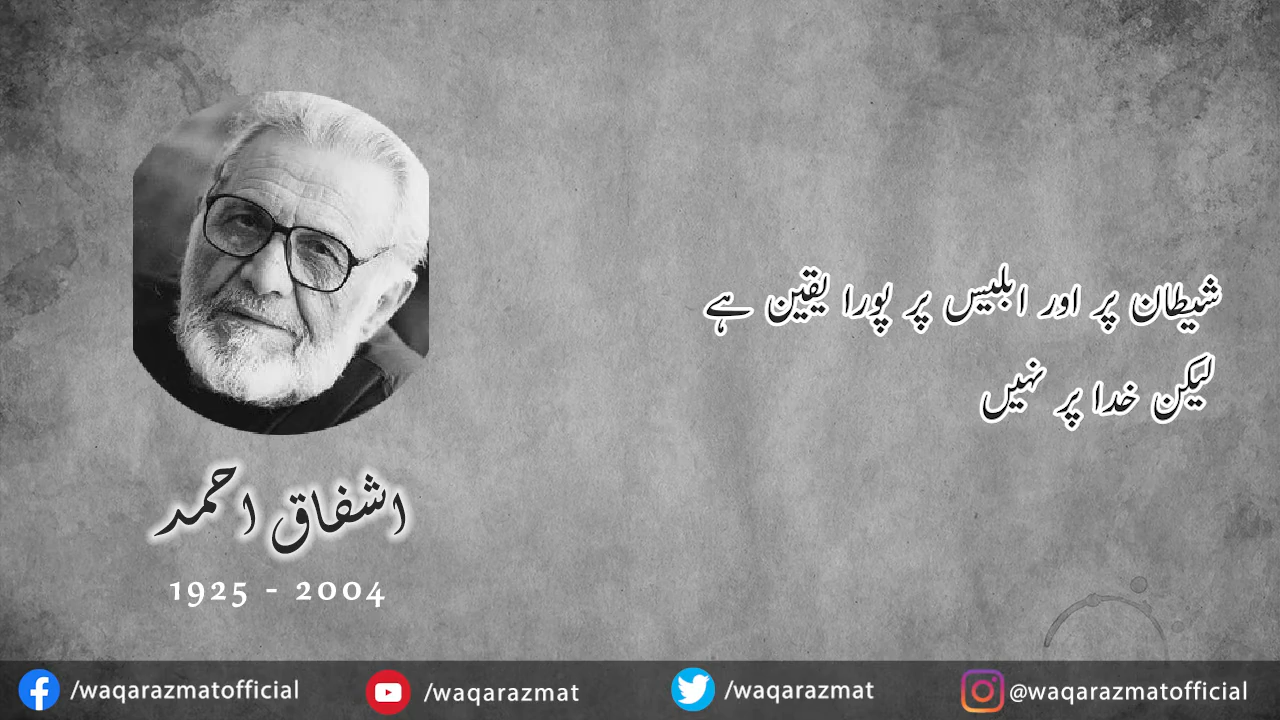 شیطان پر اور ابلیس پر پورا یقین ہے
لیکن خدا پر نہیں
اشفاق احمد
1925 - 2004
/waqarazmatofficial
/waqarazmat
/waqarazmat
@waqarazmatofficial